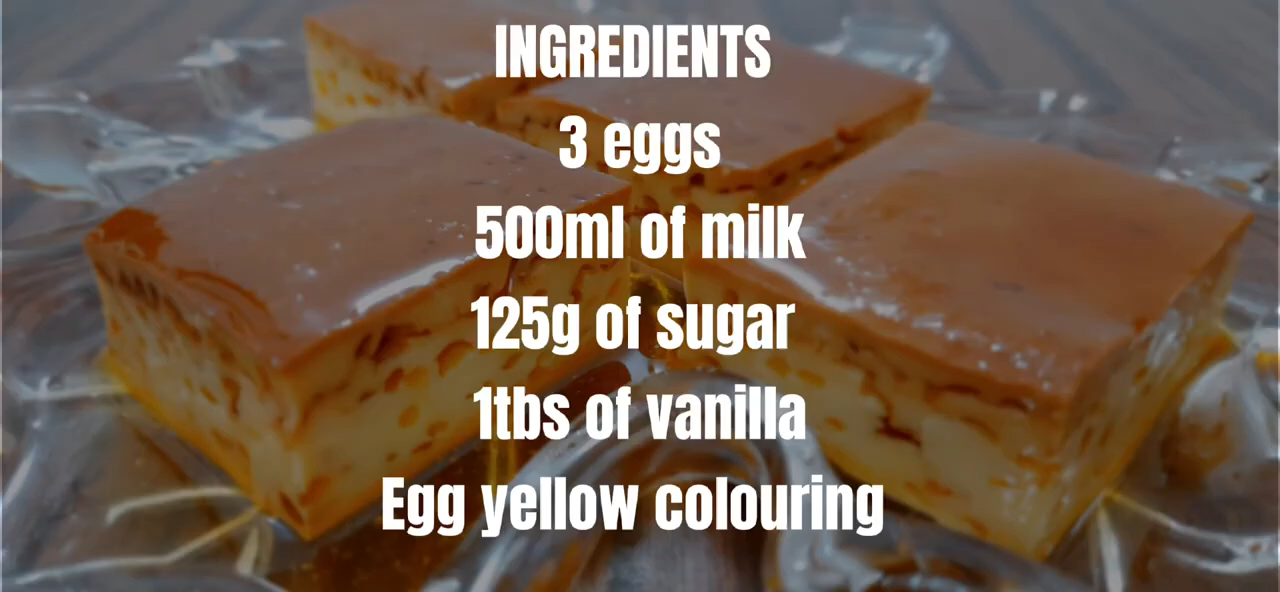 INGREDIENTS
3 eggs
500ml of milk
125g of sugar
1tbs of vanilla
Egg yellow colouring